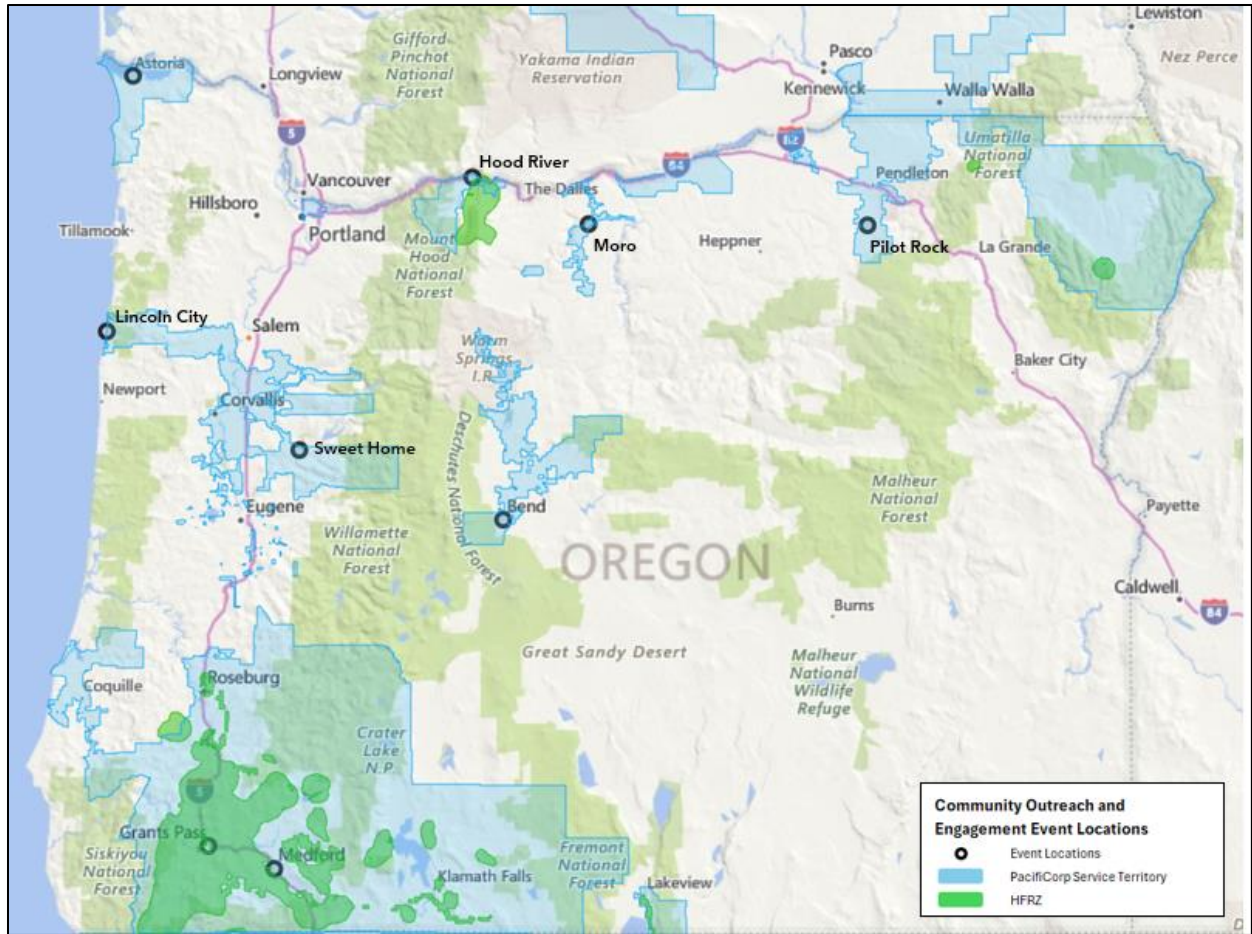 Lewiston
Gifford
Pinchot
National
Forest
Yakama Indian
Reservation
Pasco
Nez Perce
Astoria
Longview
Kennewick
Walla Walla
5
82
Umatilla
National
Forest
Hood River
84
Vancouver
The Dalles
Pendleton
Hillsboro
Tillamook
Portland
Mount
Hood
National
Forest
Moro
Heppner
Pilot Rock
La Grande
Lincoln City
Salem
Warm
Springs
I.R.
Baker City
Newport
Corvallis
Deschutes National Forest
Sweet Home
Malheur
National
Forest
Eugene
Bend
Payette
Willamette
National
Forest
OREGON
Caldwell
84
Burns
Great Sandy Desert
Malheur
National
Wildlife
Refuge
Coquille
Roseburg
Crater
Lake
N.P.
5
Grants Pass
Siskiyou
National
Forest
Medford
Klamath Falls
Fremont
National
Forest
Lakeview
Community Outreach and
Engagement Event Locations
Event Locations
PacifiCorp Service Territory
HFRZ